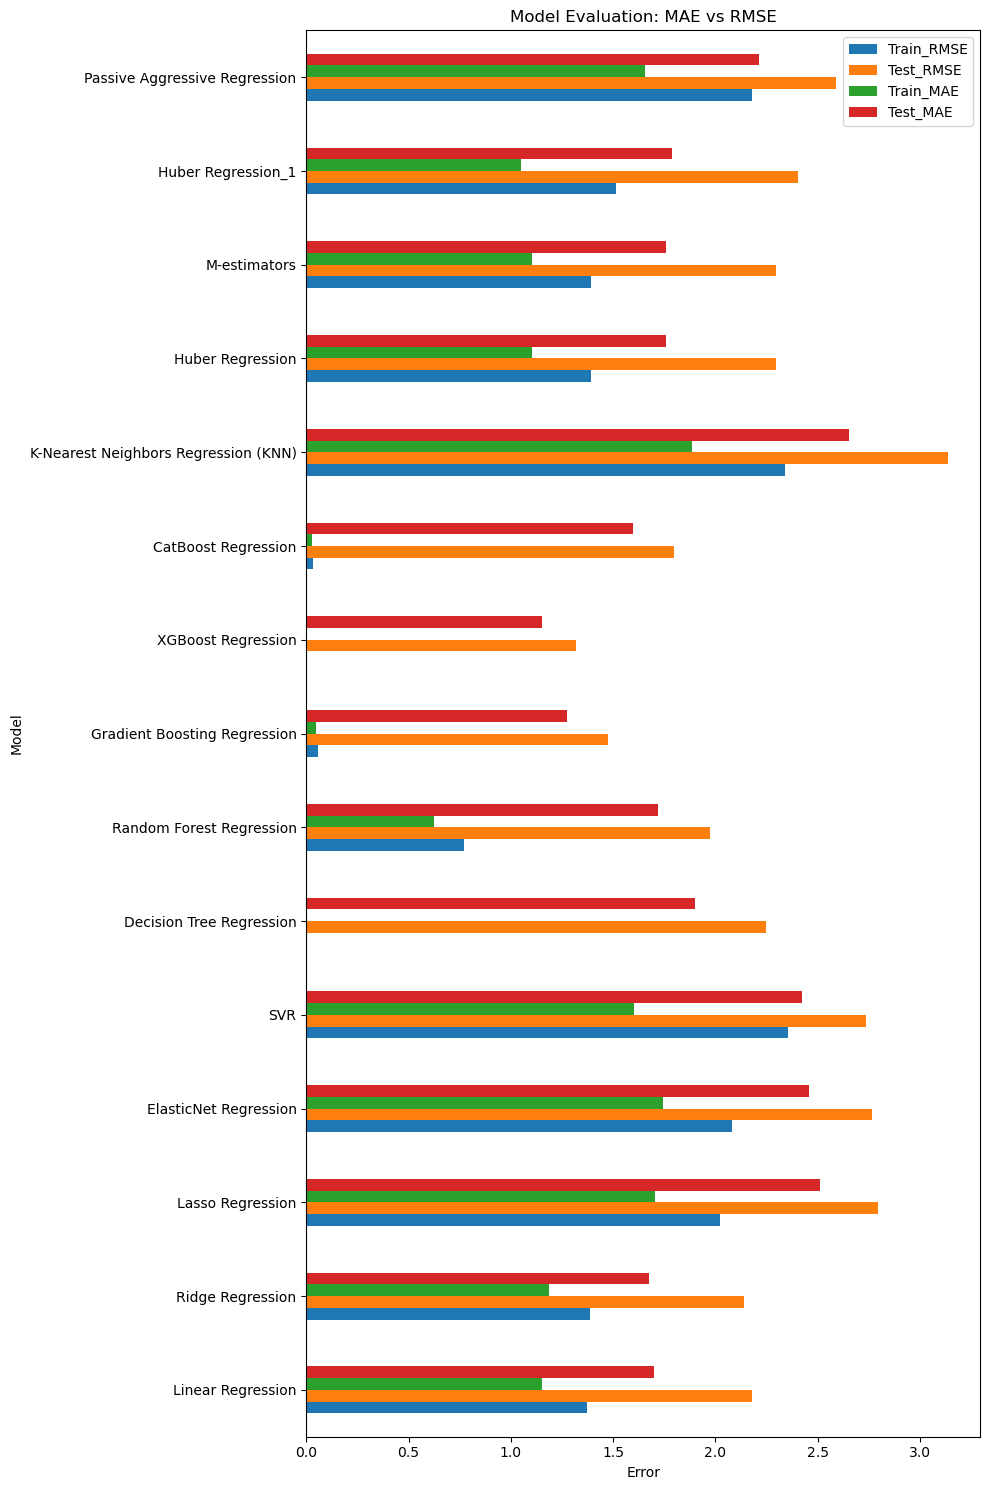 Model Evaluation: MAE vs RMSE
Train_RMSE
Test_RMSE
Train_MAE
Test_MAE
Passive Aggressive Regression
Huber Regression_1
M-estimators
Huber Regression
K-Nearest Neighbors Regression (KNN)
CatBoost Regression
XGBoost Regression
Gradient Boosting Regression
Random Forest Regression
Decision Tree Regression
SVR
ElasticNet Regression
Lasso Regression
Ridge Regression
Linear Regression
Model
0.0 0.5 1.0 1.5 2.0 2.5 3.0
Error